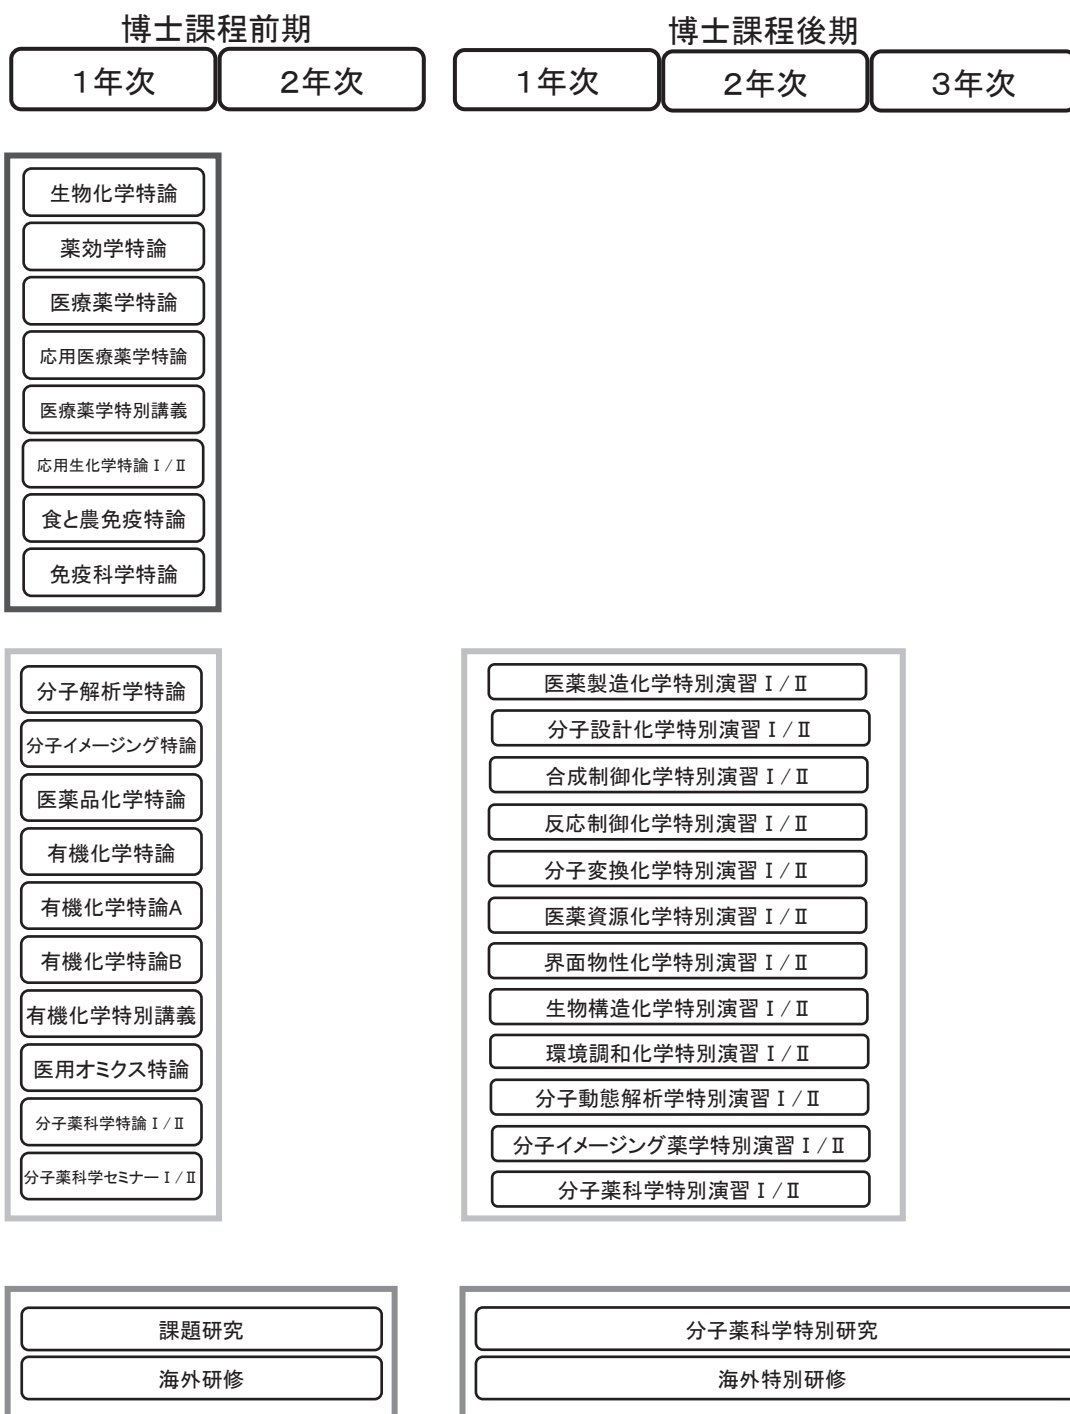 博士課程前期
博士課程後期
1年次
2年次
1年次
2年次
3年次
生物化学特論
薬効学特論
医療薬学特論
応用医療薬学特論
医療薬学特別講義
応用生化学特論Ⅰ/Ⅱ
食と農免疫特論
免疫科学特論
分子解析学特論
分子イメージング特論
医薬品化学特論
有機化学特論
有機化学特論A
有機化学特論B
有機化学特別講義
医用オミクス特論
分子薬科学特論Ⅰ/Ⅱ
分子薬科学セミナーⅠ/Ⅱ
医薬製造化学特別演習Ⅰ/Ⅱ
分子設計化学特別演習Ⅰ/Ⅱ
合成制御化学特別演習Ⅰ/Ⅱ
反応制御化学特別演習Ⅰ/Ⅱ
分子変換化学特別演習Ⅰ/Ⅱ
医薬資源化学特別演習Ⅰ/Ⅱ
界面物性化学特別演習Ⅰ/Ⅱ
生物構造化学特別演習Ⅰ/Ⅱ
環境調和化学特別演習Ⅰ/Ⅱ
分子動態解析学特別演習Ⅰ/Ⅱ
分子イメージング薬学特別演習Ⅰ/Ⅱ
分子薬科学特別演習Ⅰ/Ⅱ
課題研究
海外研修
分子薬科学特別研究
海外特別研修